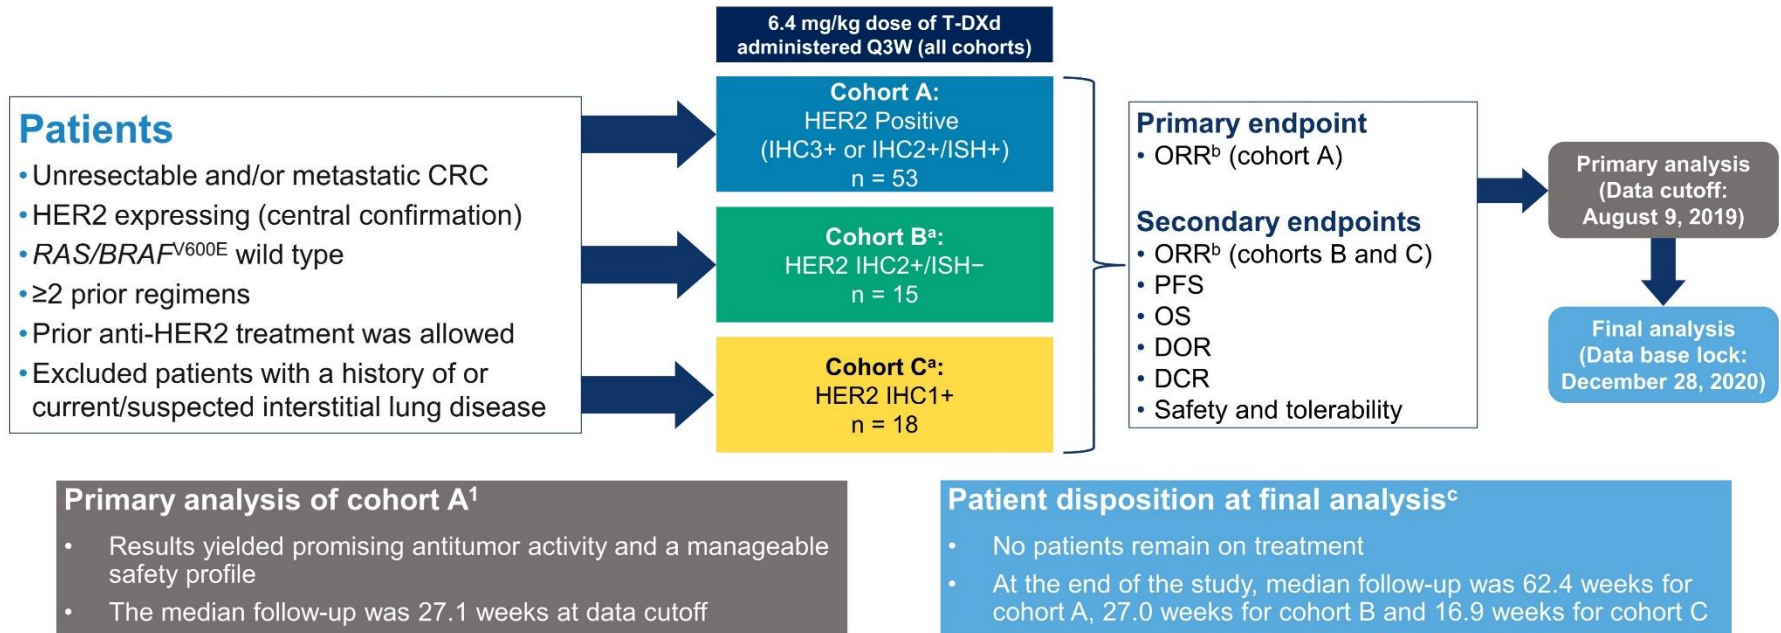 6.4 mg/kg dose of T-DXd
administered Q3W (all cohorts)
Patients
• Unresectable and/or metastatic CRC
• HER2 expressing (central confirmation)
• RAS/BRAFV600E wild type
• ≥2 prior regimens
• Prior anti-HER2 treatment was allowed
• Excluded patients with a history of or
current/suspected interstitial lung disease
Cohort A:
HER2 Positive
(IHC3+ or IHC2+/ISH+)
n = 53
Cohort Bᵃ:
HER2 IHC2+/ISH−
n = 15
Cohort Cᵃ:
HER2 IHC1+
n = 18
Primary endpoint
• ORRᵇ (cohort A)
Secondary endpoints
• ORRᵇ (cohorts B and C)
• PFS
• OS
• DOR
• DCR
• Safety and tolerability
Primary analysis
(Data cutoff:
August 9, 2019)
Final analysis
(Data base lock:
December 28, 2020)
Primary analysis of cohort A¹
• Results yielded promising antitumor activity and a manageable
safety profile
• The median follow-up was 27.1 weeks at data cutoff
Patient disposition at final analysisᶜ
• No patients remain on treatment
• At the end of the study, median follow-up was 62.4 weeks for
cohort A, 27.0 weeks for cohort B and 16.9 weeks for cohort C